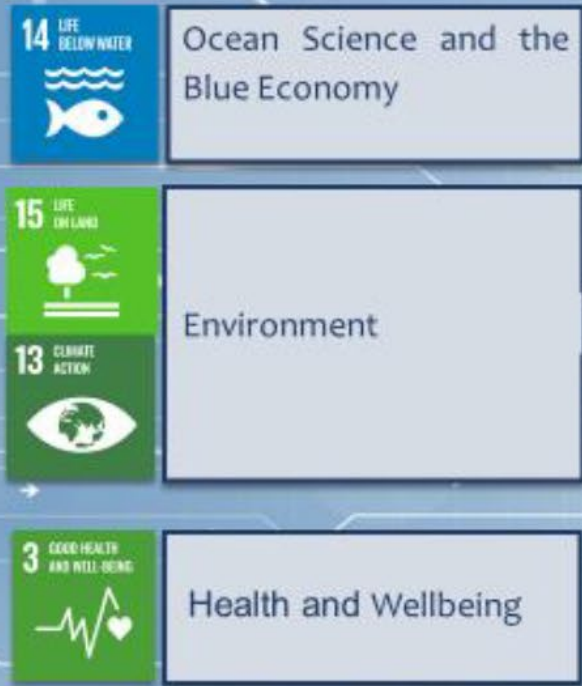 14 LIFE
BELOW WATER
Ocean Science and the
Blue Economy
15 LIFE
ON LAND
Environment
13 CLIMATE
ACTION
3 GOOD HEALTH
AND WELL-BEING
Health and Wellbeing